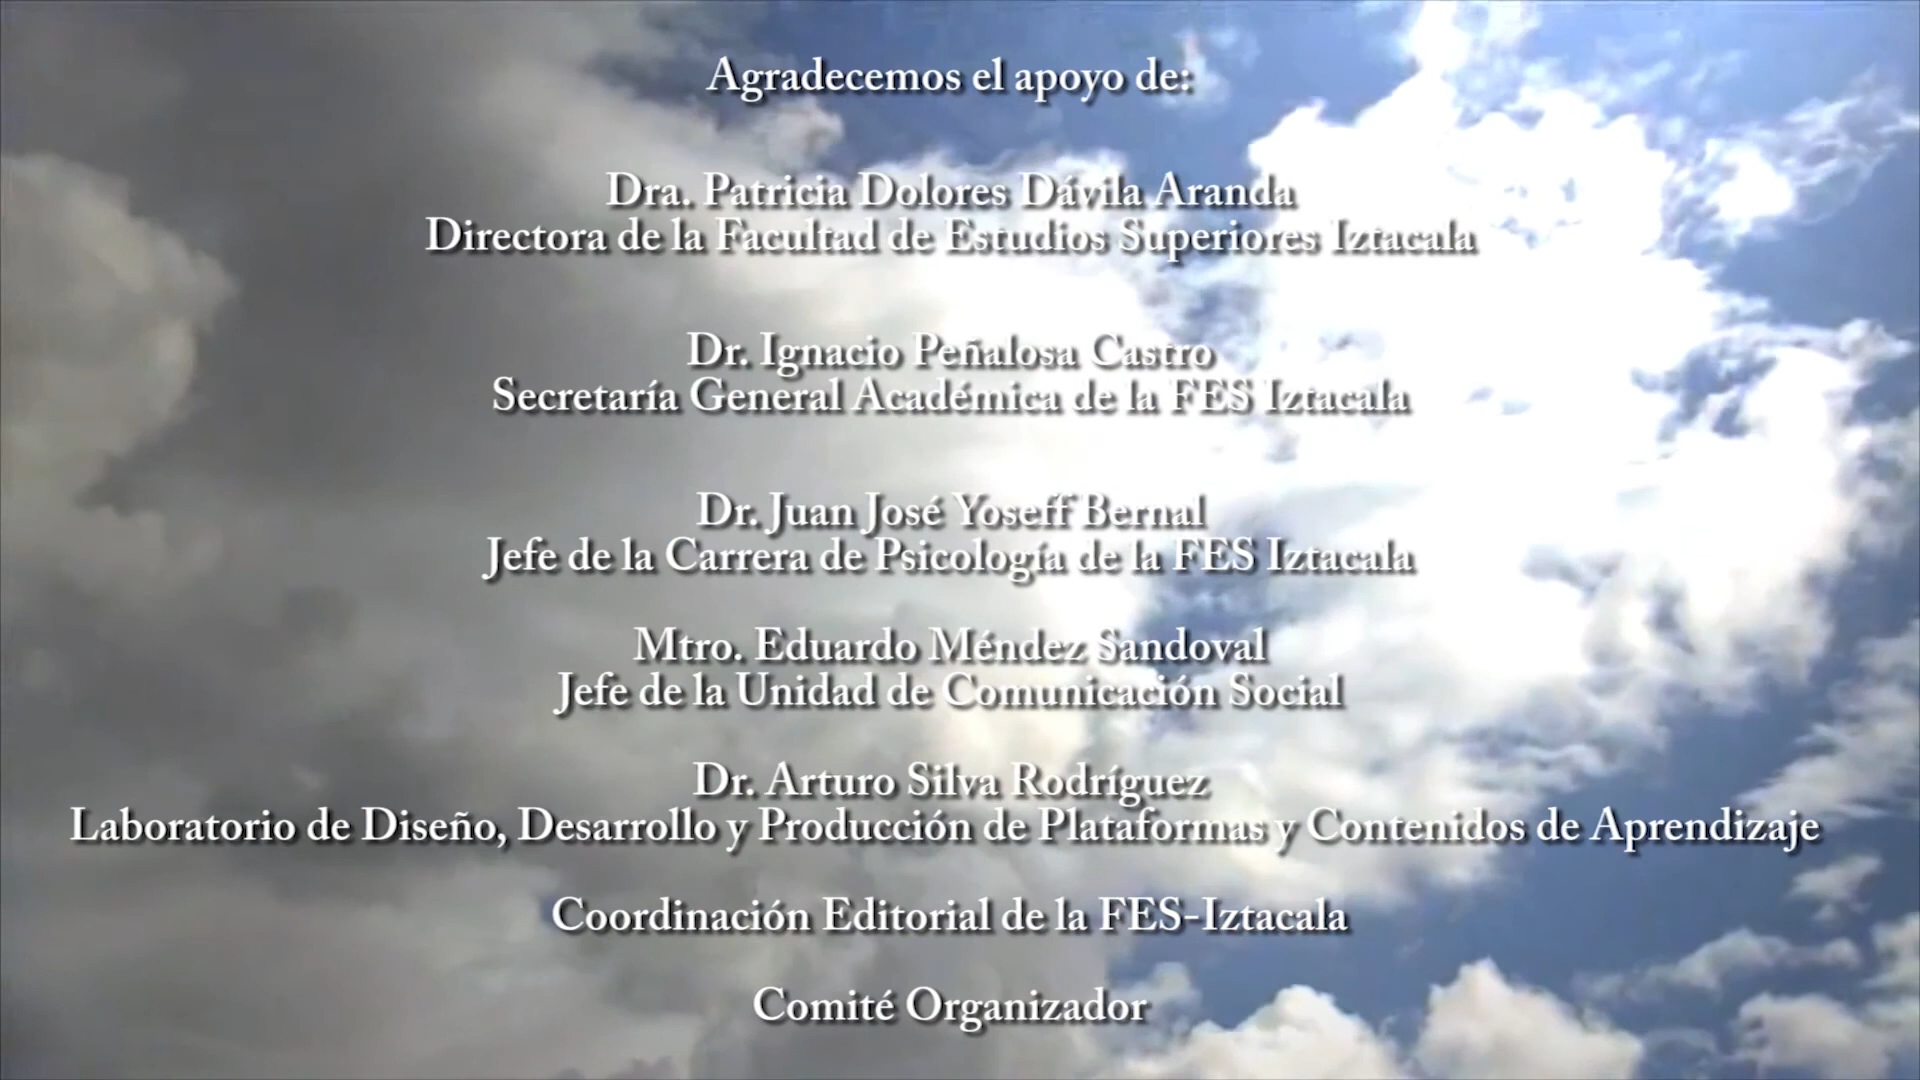 Agradecemos el apoyo de:
Dra. Patricia Dolores Dávila Aranda
Directora de la Facultad de Estudios Superiores Iztacala
Dr. Ignacio Peñalosa Castro
Secretaría General Académica de la FES Iztacala
Dr. Juan José Yoseff Bernal
Jefe de la Carrera de Psicología de la FES Iztacala
Mtro. Eduardo Méndez Sandoval
Jefe de la Unidad de Comunicación Social
Dr. Arturo Silva Rodríguez
Laboratorio de Diseño, Desarrollo y Producción de Plataformas y Contenidos de Aprendizaje
Coordinación Editorial de la FES-Iztacala
Comité Organizador